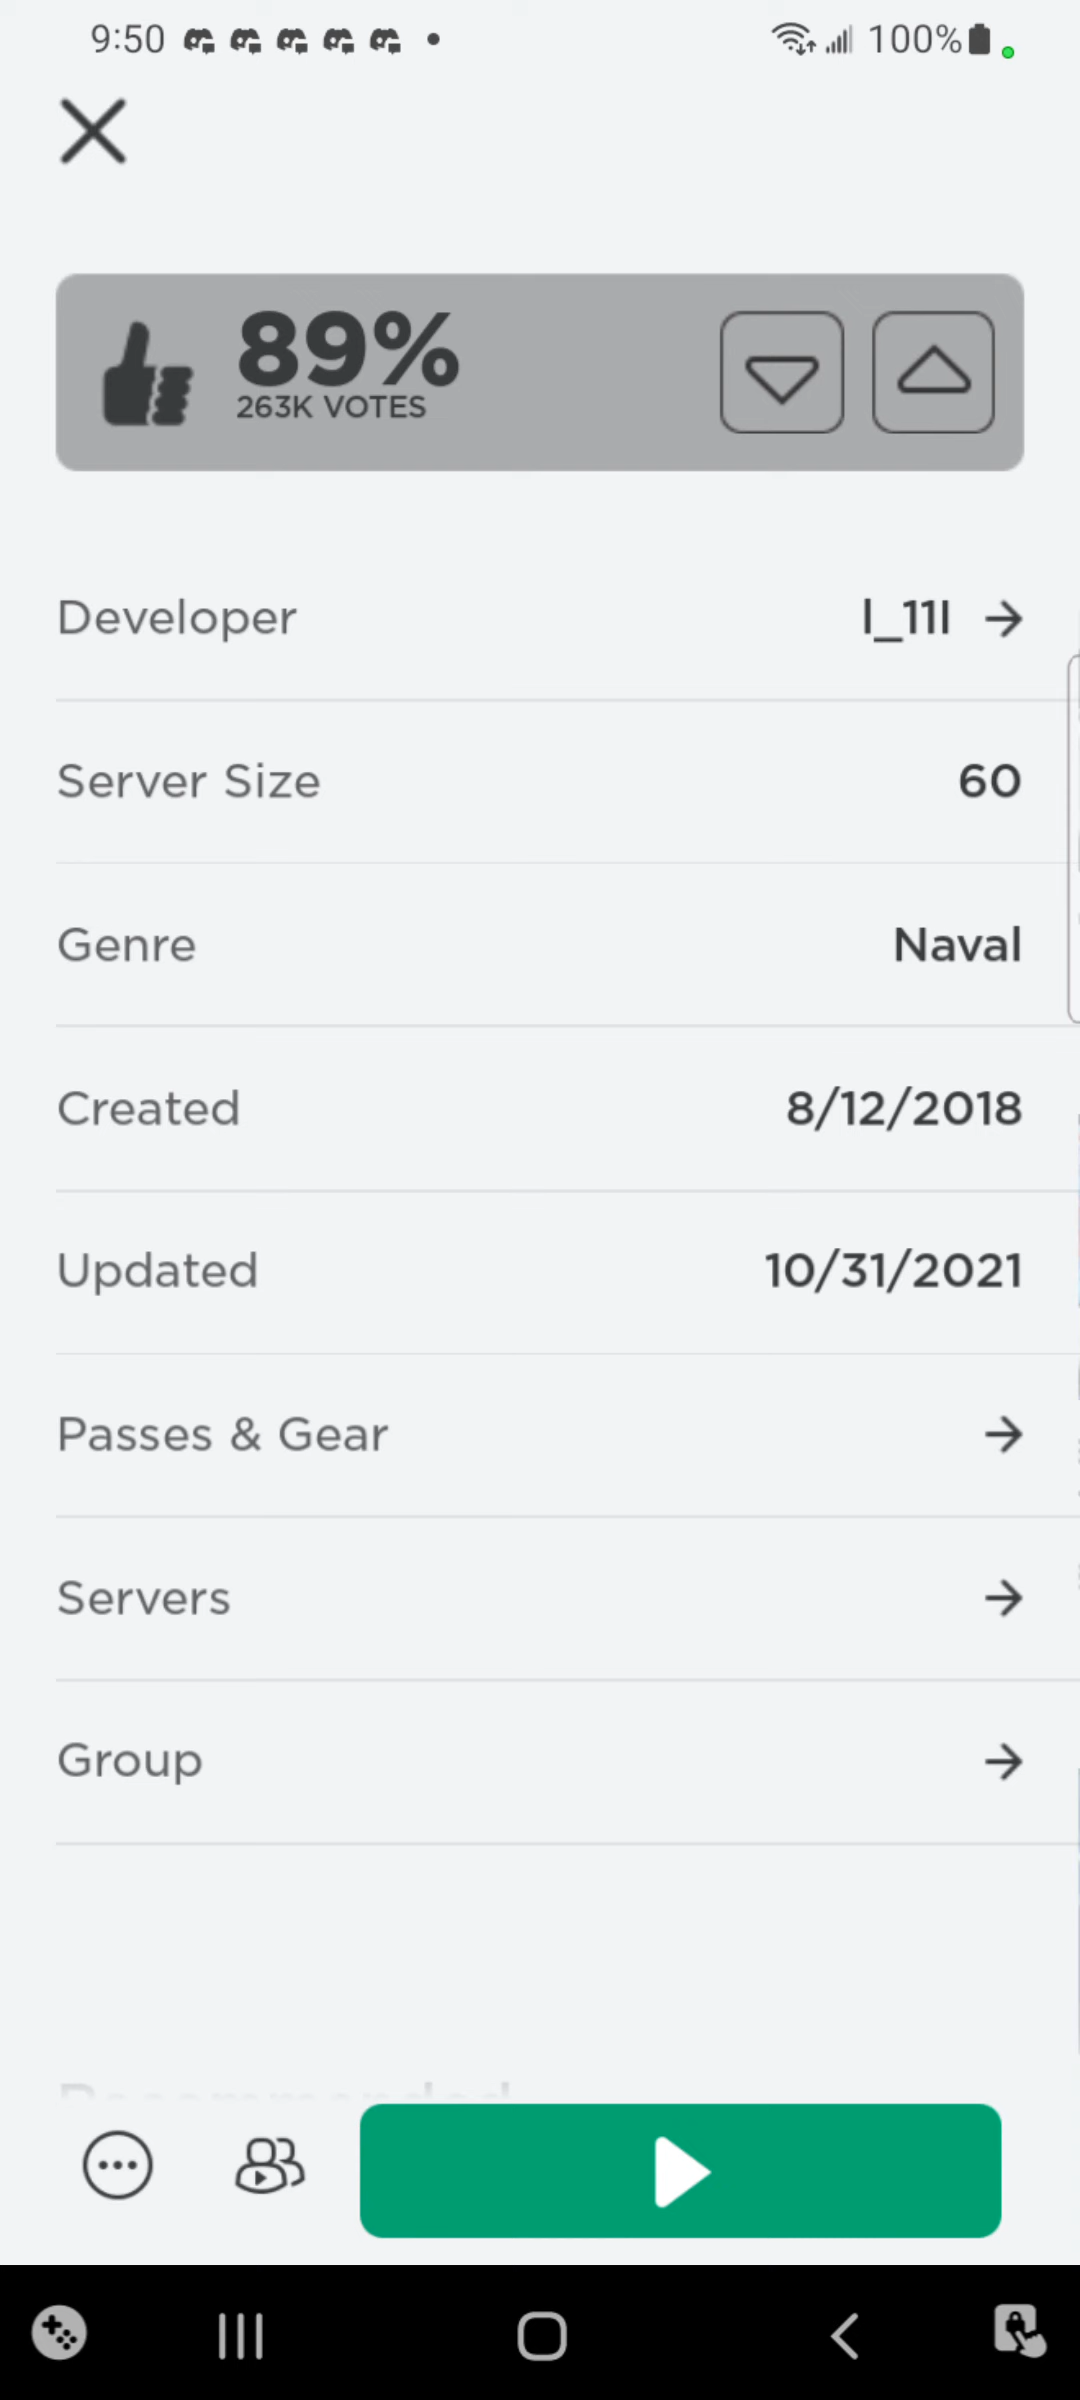 9:50
100%
89%
263K VOTES
Developer
l_11l
Server Size
60
Genre
Naval
Created
8/12/2018
Updated
10/31/2021
Passes & Gear
Servers
Group